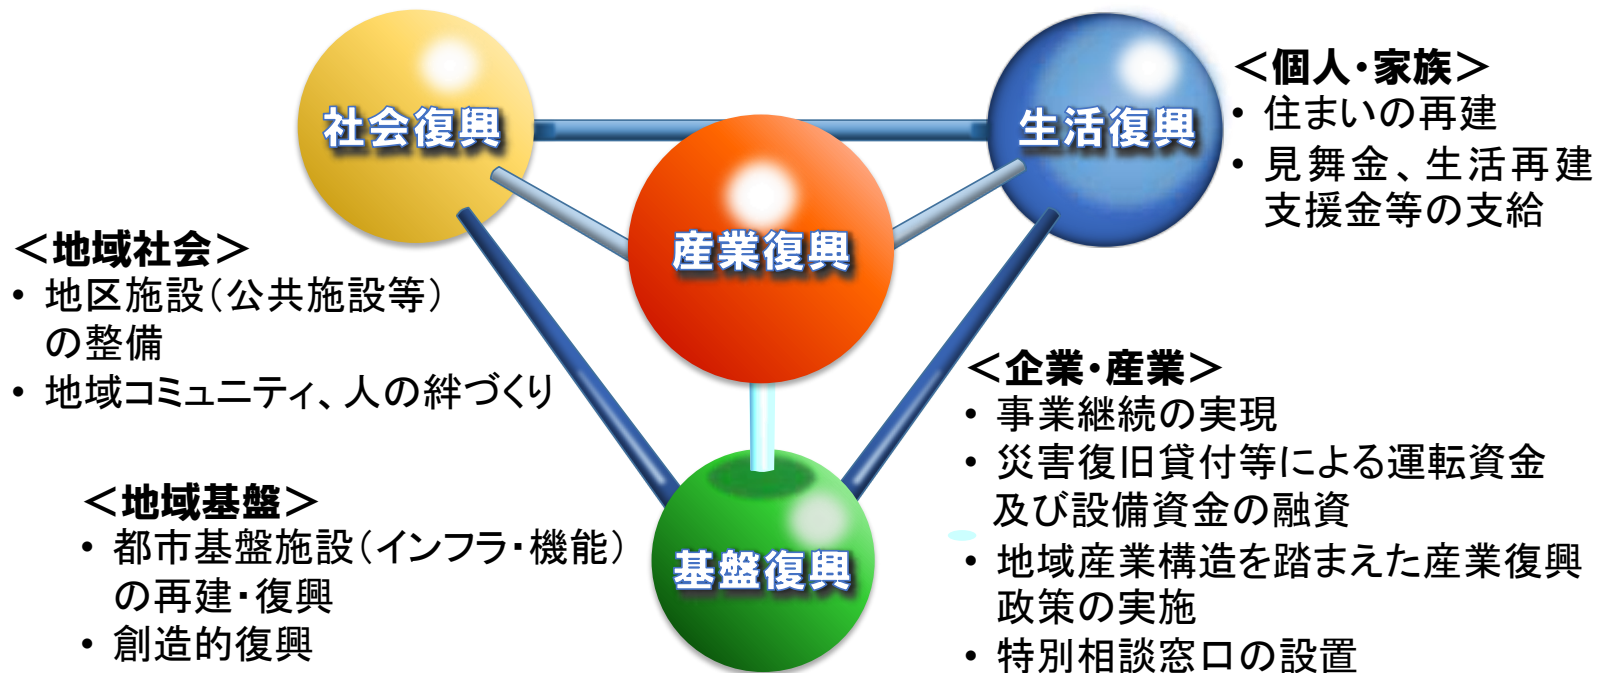 社会復興
生活復興
産業復興
基盤復興
＜個人・家族＞
• 住まいの再建
• 見舞金、生活再建
支援金等の支給
＜地域社会＞
• 地区施設（公共施設等）
の整備
• 地域コミュニティ、人の絆づくり
＜企業・産業＞
• 事業継続の実現
• 災害復旧貸付等による運転資金
及び設備資金の融資
• 地域産業構造を踏まえた産業復興
政策の実施
• 特別相談窓口の設置
＜地域基盤＞
• 都市基盤施設（インフラ・機能）
の再建・復興
• 創造的復興